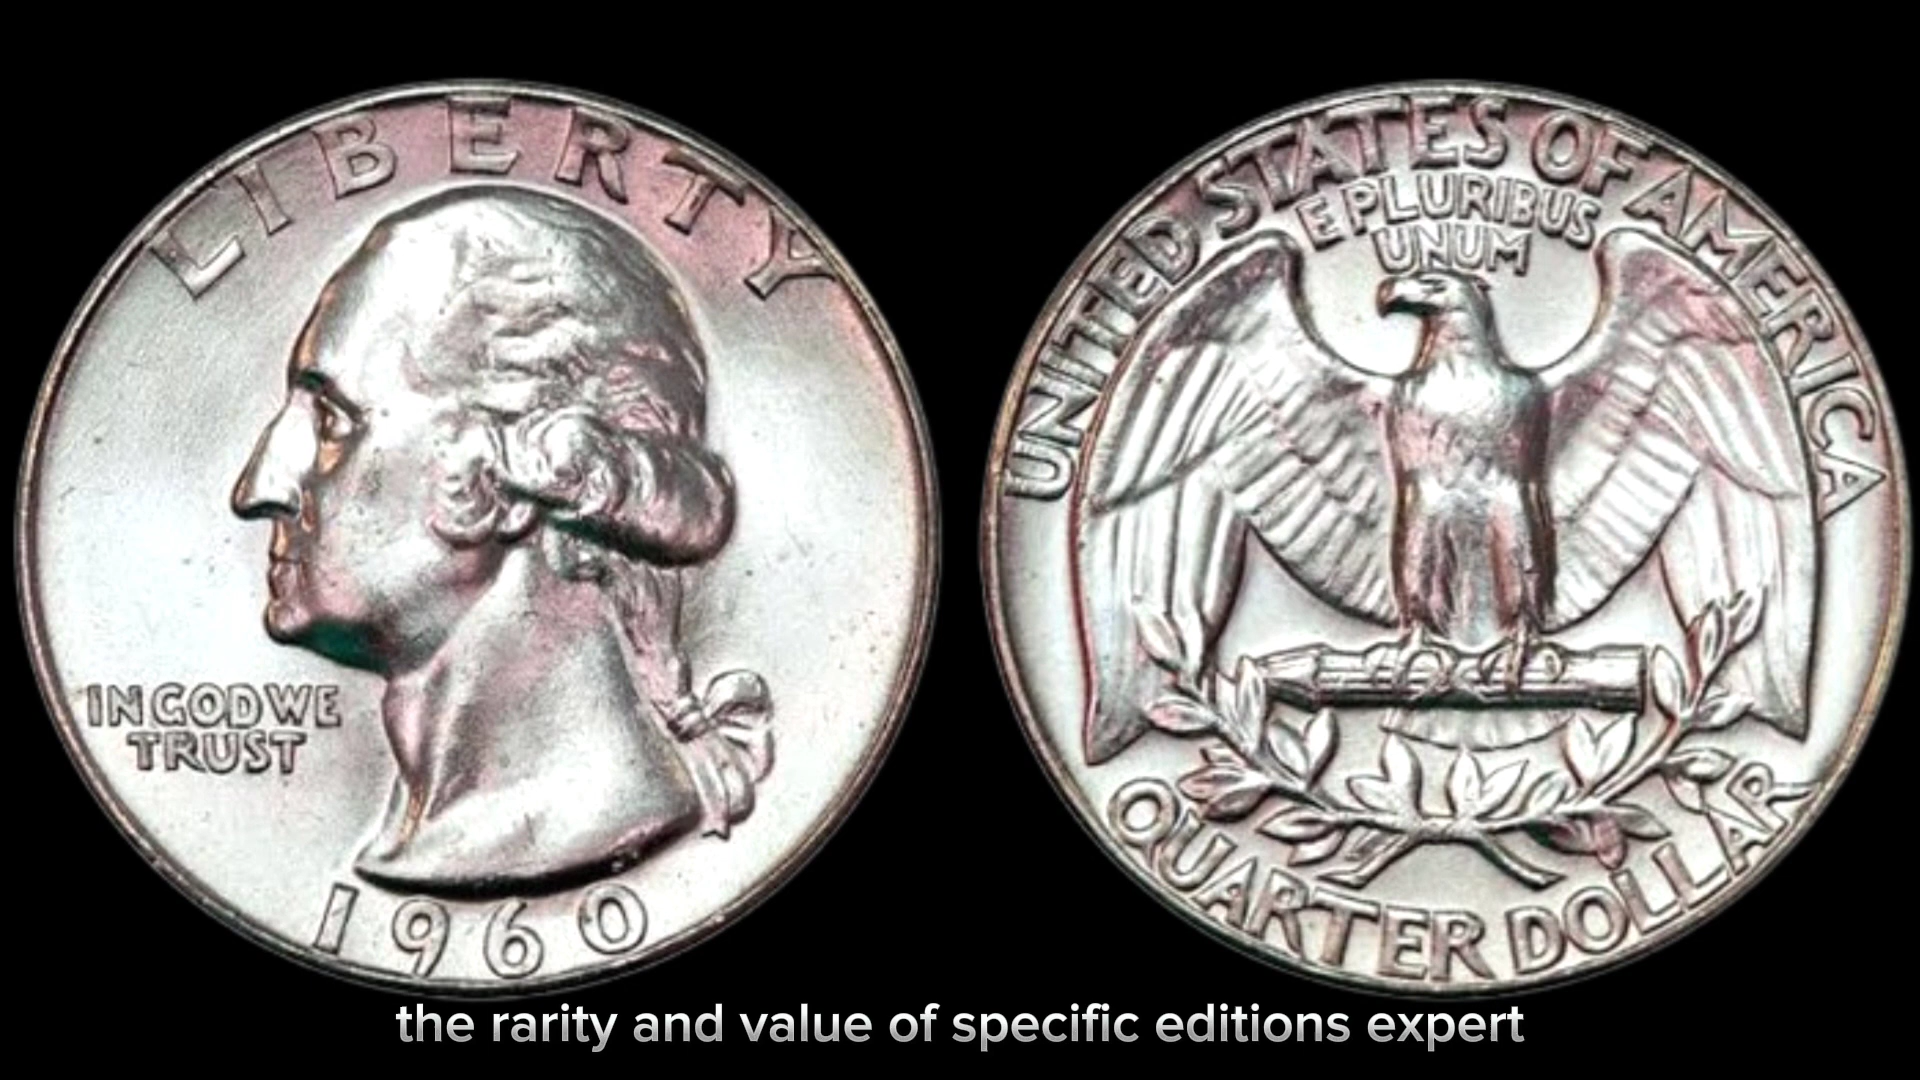 LIBERTY
IN GOD WE
TRUST
1960
UNITED STATES OF AMERICA
E PLURIBUS
UNUM
QUARTER DOLLAR
the rarity and value of specific editions expert